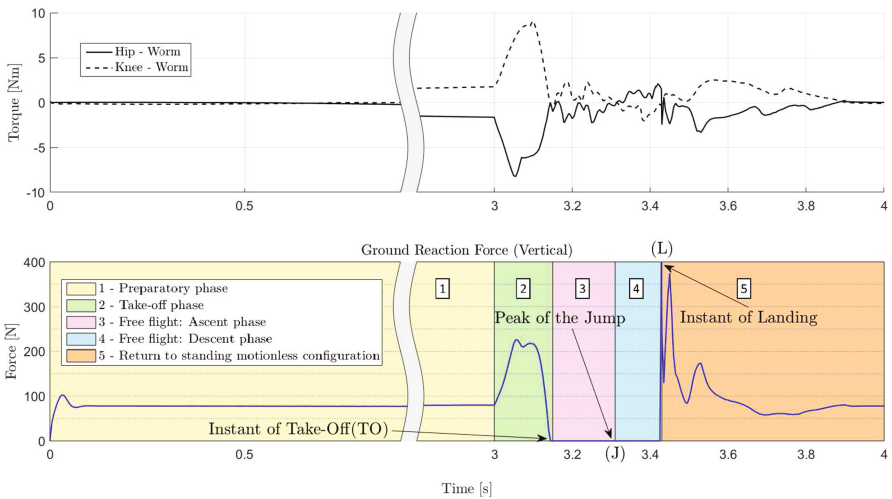 10
5
0
-5
-10
Torque [Nm]
Hip - Worm
Knee - Worm
0 0.5 3 3.2 3.4 3.6 3.8 4
Ground Reaction Force (Vertical)
(L)
400
300
200
100
0
Force [N]
1 - Preparatory phase
2 - Take-off phase
3 - Free flight: Ascent phase
4 - Free flight: Descent phase
5 - Return to standing motionless configuration
1 2 3 4 5
Peak of the Jump
Instant of Landing
Instant of Take-Off(TO)
(J)
0 0.5 3 3.2 3.4 3.6 3.8 4
Time [s]